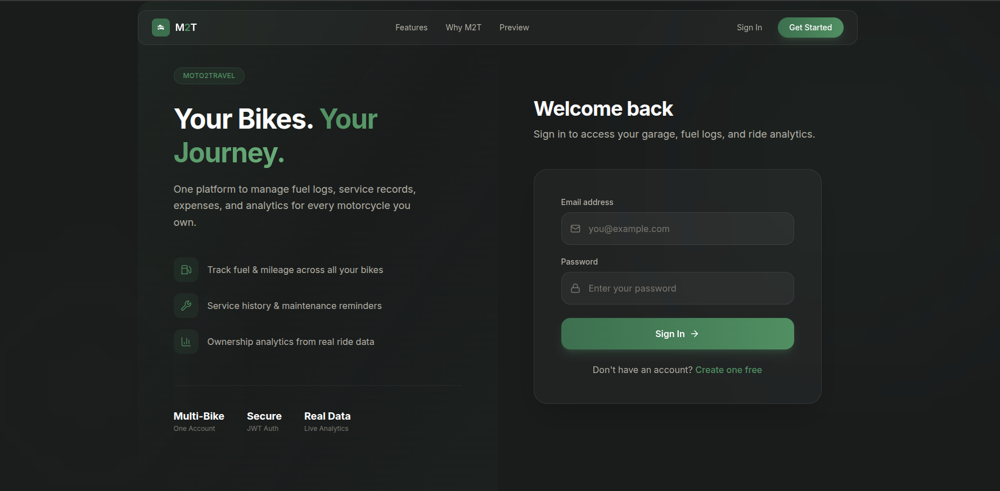 M2T
Features
Why M2T
Preview
Sign In
Get Started
MOTO2TRAVEL
Your Bikes. Your
Journey.
One platform to manage fuel logs, service records,
expenses, and analytics for every motorcycle you
own.
Track fuel & mileage across all your bikes
Service history & maintenance reminders
Ownership analytics from real ride data
Multi-Bike
One Account
Secure
JWT Auth
Real Data
Live Analytics
Welcome back
Sign in to access your garage, fuel logs, and ride analytics.
Email address
you@example.com
Password
Enter your password
Sign In →
Don't have an account? Create one free